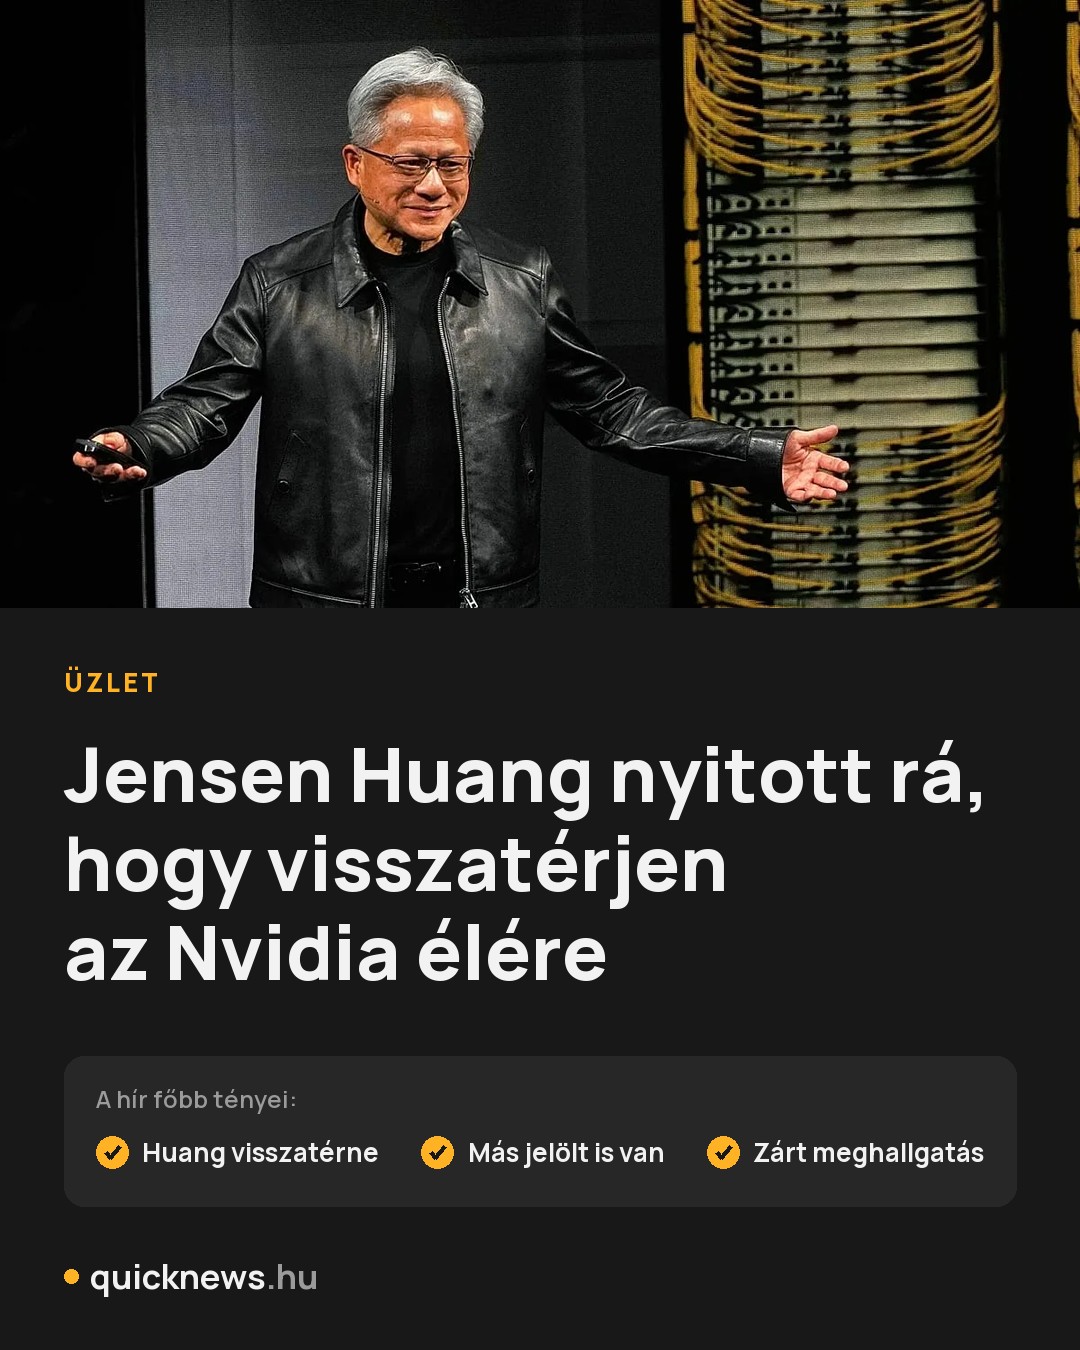 ÜZLET
Jensen Huang nyitott rá,
hogy visszatérjen
az Nvidia élére
A hír főbb tényei:
Huang visszatérne
Más jelölt is van
Zárt meghallgatás
quicknews.hu